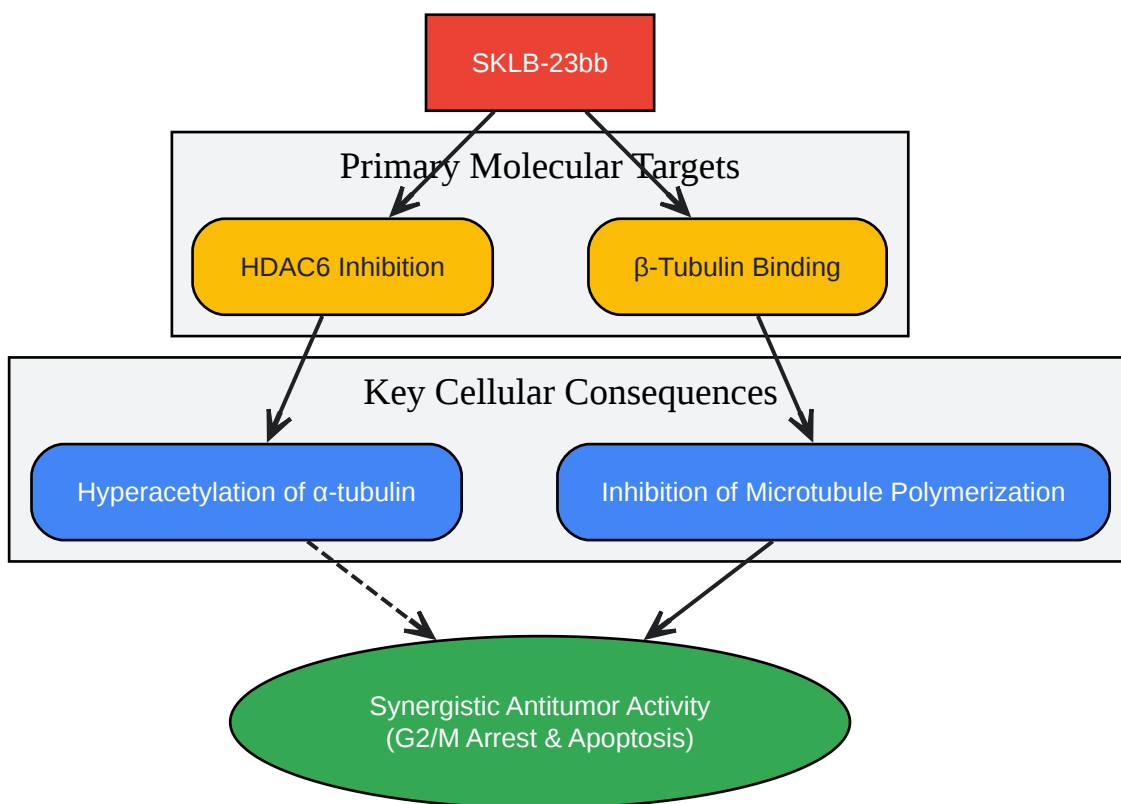 SKLB-23bb
Primary Molecular Targets
HDAC6 Inhibition
β-Tubulin Binding
Key Cellular Consequences
Hyperacetylation of α-tubulin
Inhibition of Microtubule Polymerization
Synergistic Antitumor Activity
(G2/M Arrest & Apoptosis)